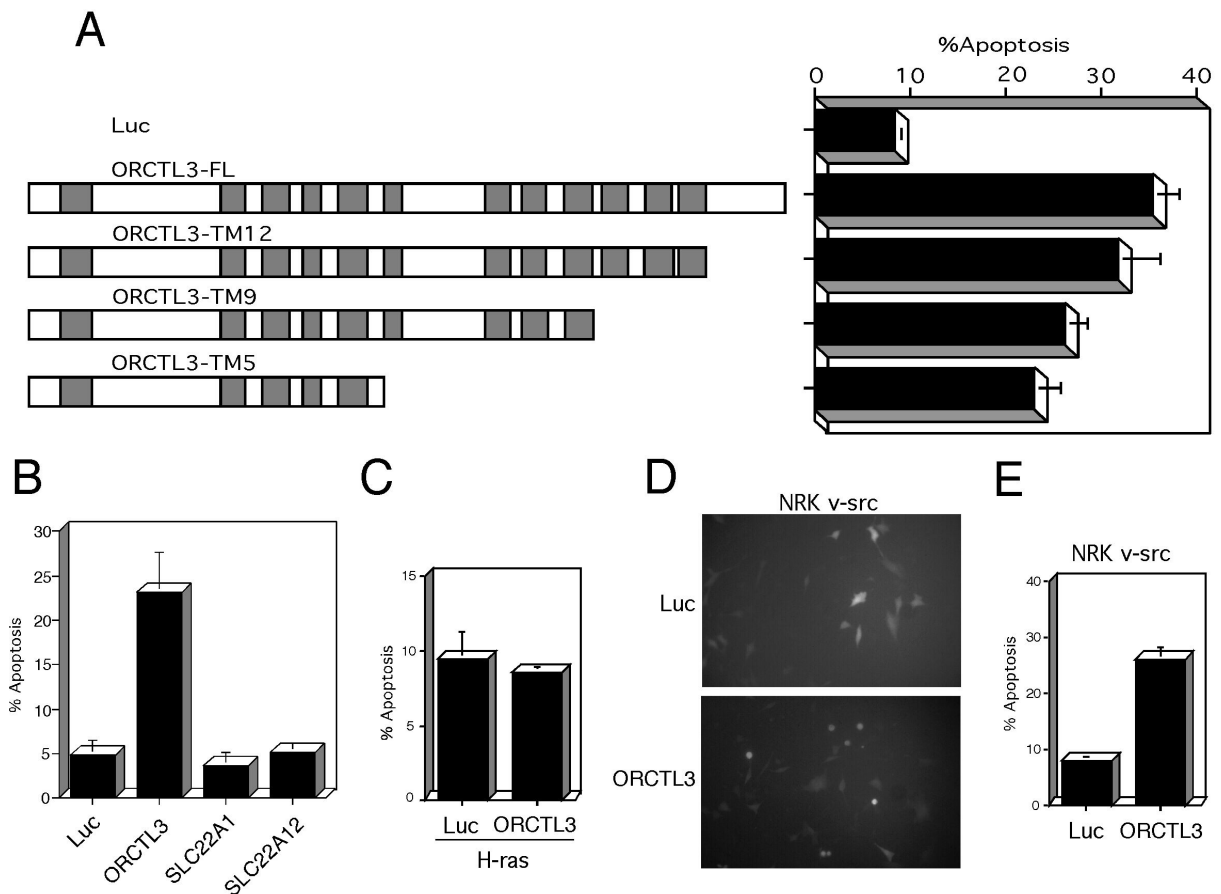 A
%Apoptosis
0 10 20 30 40
Luc
ORCTL3-FL
ORCTL3-TM12
ORCTL3-TM9
ORCTL3-TM5
B
% Apoptosis
30
25
20
15
10
5
0
Luc
ORCTL3
SLC22A1
SLC22A12
C
% Apoptosis
15
10
5
0
Luc ORCTL3
H-ras
D
NRK v-src
Luc
ORCTL3
E
NRK v-src
% Apoptosis
40
30
20
10
0
Luc ORCTL3